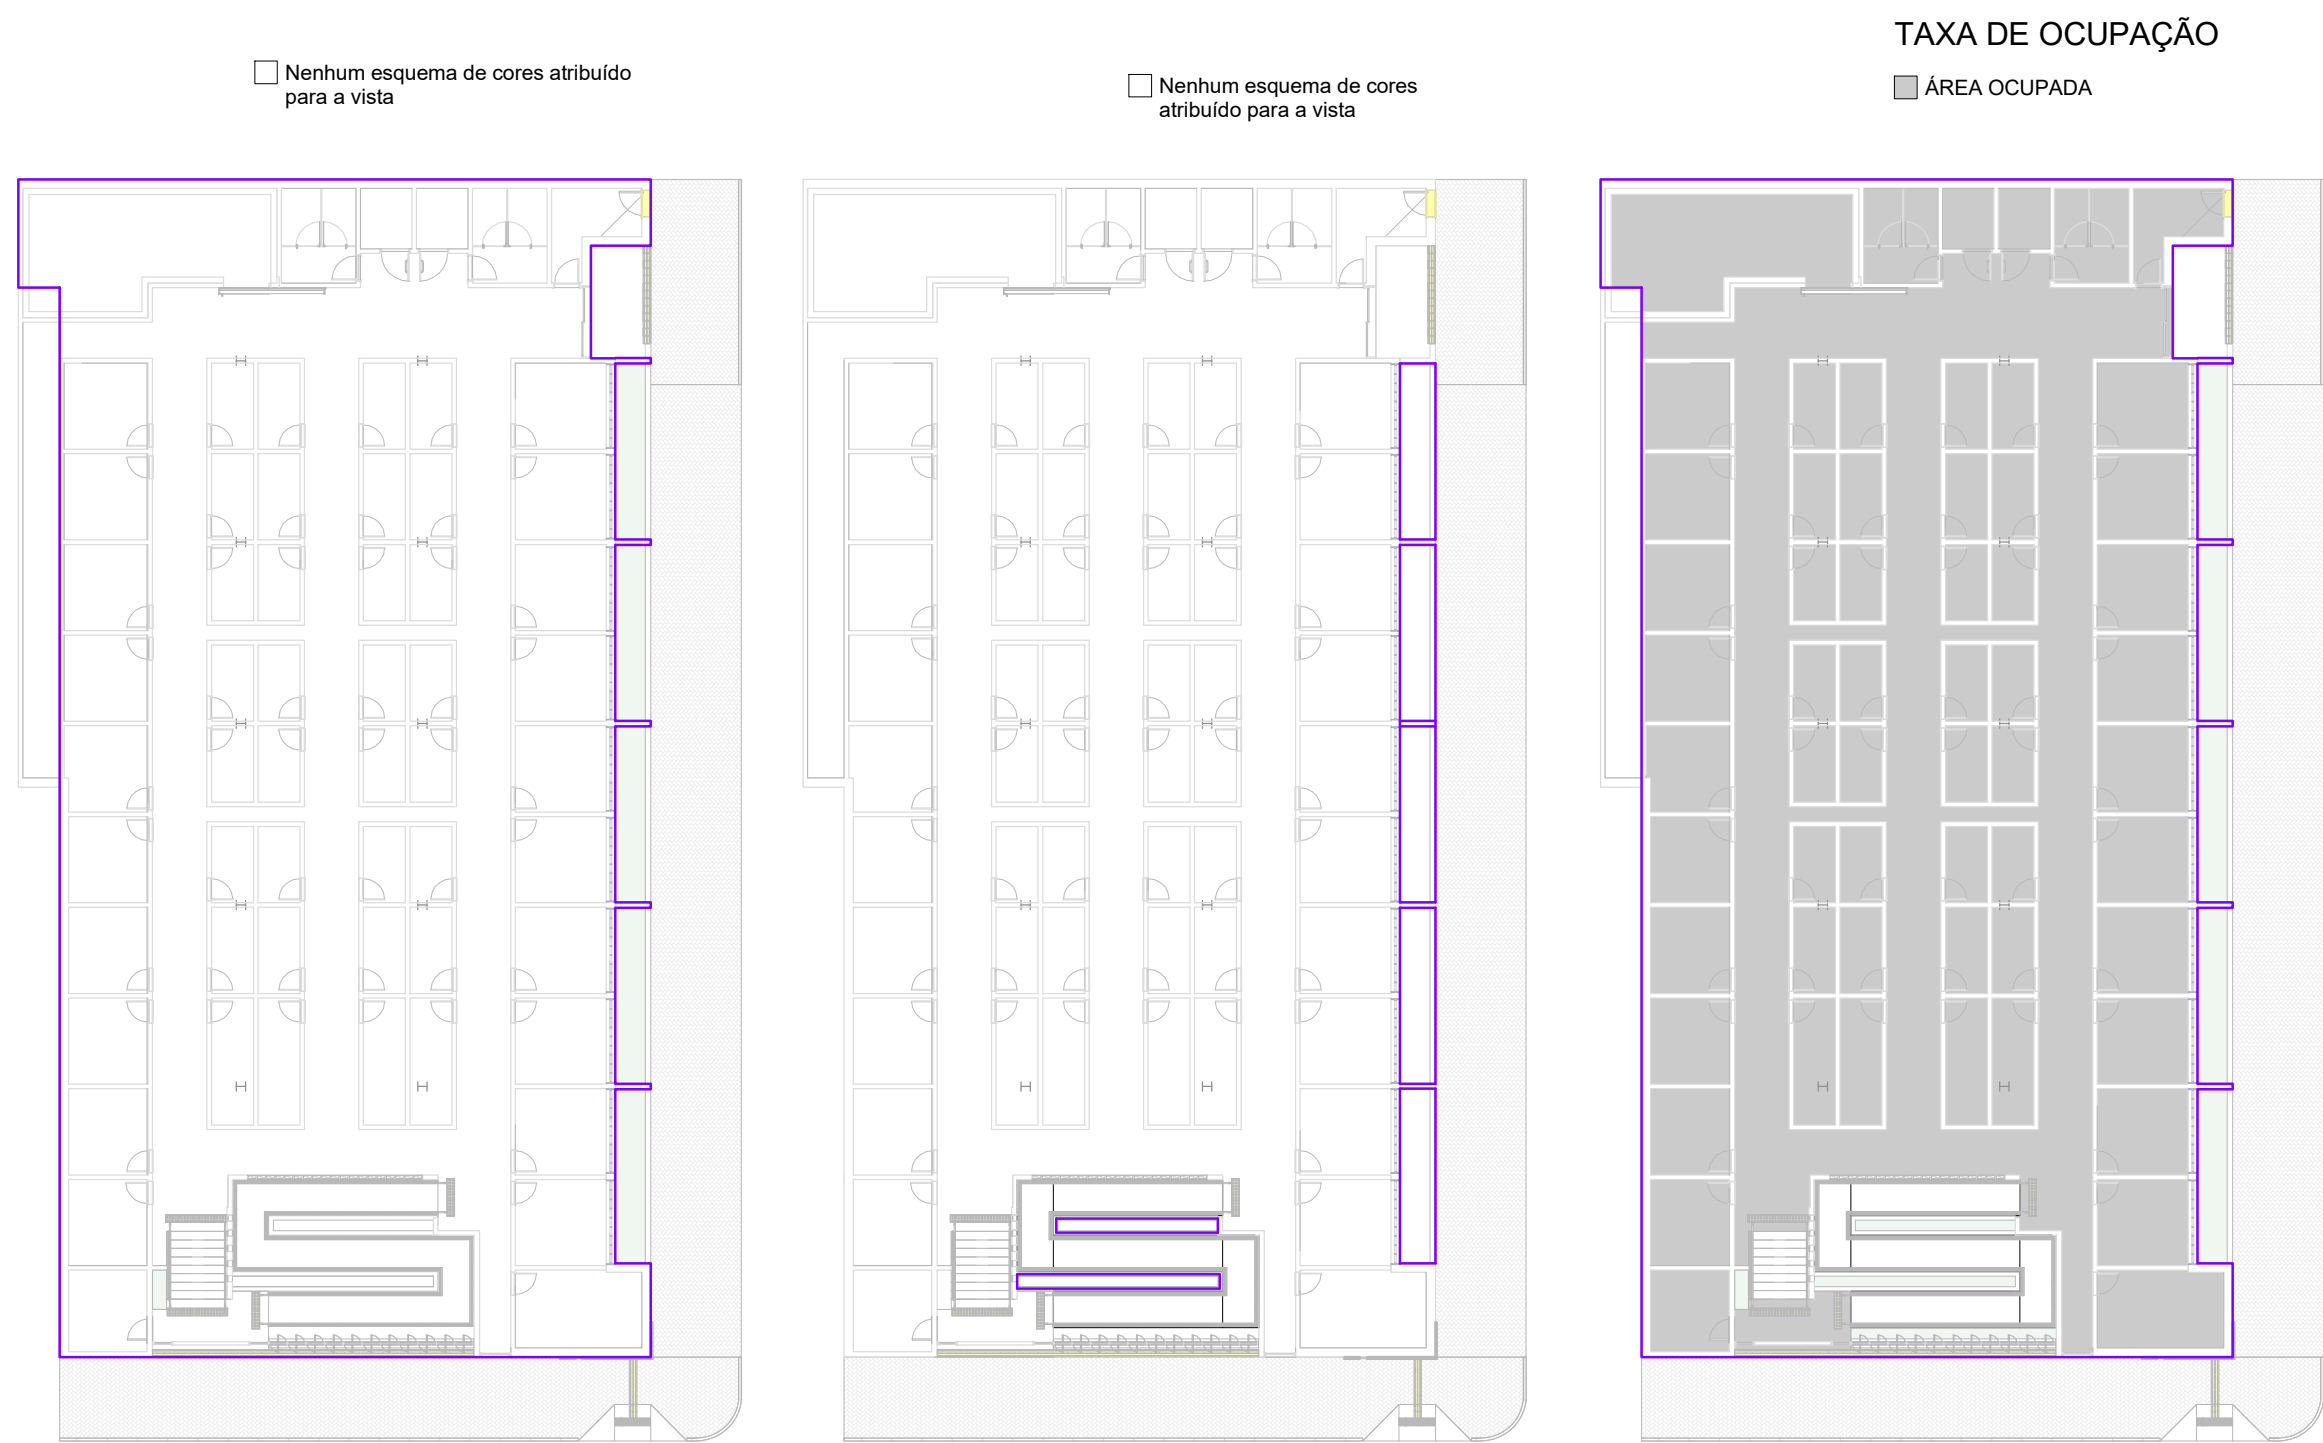 Nenhum esquema de cores atribuído
para a vista
Nenhum esquema de cores
atribuído para a vista
TAXA DE OCUPAÇÃO
ÁREA OCUPADA